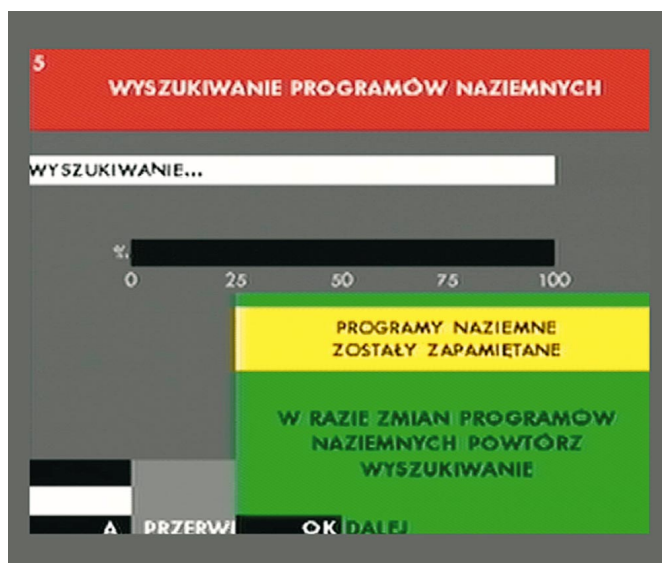 5
WYSZUKIWANIE PROGRAMÓW NAZIEMNYCH
WYSZUKIWANIE...
%
0 25 50 75 100
PROGRAMY NAZIEMNE
ZOSTAŁY ZAPAMIĘTANE
W RAZIE ZMIAN PROGRAMÓW
NAZIEMNYCH POWTÓRZ
WYSZUKIWANIE
A PRZERWI OK DALEJ